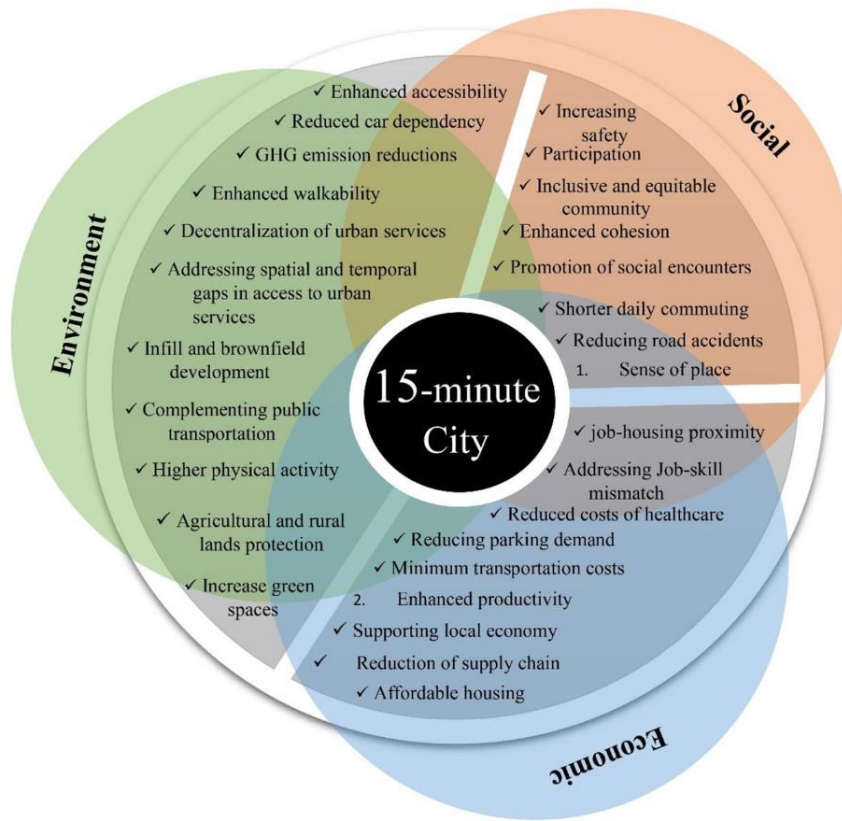 ✓ Enhanced accessibility
✓ Reduced car dependency
✓ GHG emission reductions
✓ Enhanced walkability
✓ Decentralization of urban services
✓ Addressing spatial and temporal
gaps in access to urban
services
✓ Infill and brownfield
development
✓ Complementing public
transportation
✓ Higher physical activity
✓ Agricultural and rural
lands protection
✓ Increase green
spaces
Environment
Social
✓ Increasing
safety
✓ Participation
✓ Inclusive and equitable
community
✓ Enhanced cohesion
✓ Promotion of social encounters
✓ Shorter daily commuting
✓ Reducing road accidents
1. Sense of place
15-minute
City
✓ job-housing proximity
✓ Addressing Job-skill
mismatch
✓ Reduced costs of healthcare
✓ Reducing parking demand
✓ Minimum transportation costs
2. Enhanced productivity
✓ Supporting local economy
✓ Reduction of supply chain
✓ Affordable housing
Economic